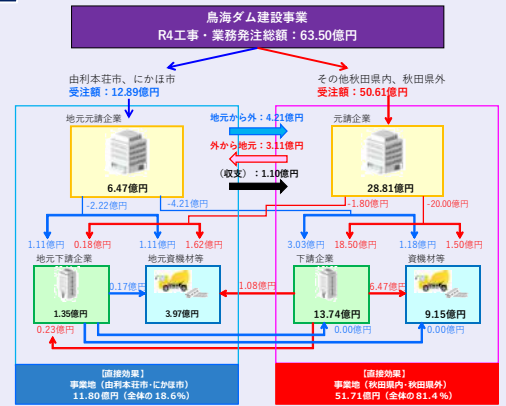 鳥海ダム建設事業
R4工事・業務発注総額：63.50億円
由利本荘市、にかほ市
受注額：12.89億円
その他秋田県内、秋田県外
受注額：50.61億円
地元元請企業
6.47億円
地元から外：4.21億円
外から地元：3.11億円
（収支）：1.10億円
元請企業
28.81億円
-2.22億円
-4.21億円
-1.80億円
-20.00億円
1.11億円
0.18億円
1.11億円
1.62億円
3.03億円
18.50億円
1.18億円
1.50億円
地元下請企業
1.35億円
0.17億円
地元資機材等
3.97億円
1.08億円
下請企業
13.74億円
6.47億円
資機材等
9.15億円
0.23億円
0.00億円
0.00億円
【直接効果】
事業地（由利本荘市・にかほ市）
11.80億円（全体の18.6％）
【直接効果】
事業地（秋田県内・秋田県外）
51.71億円（全体の81.4％）